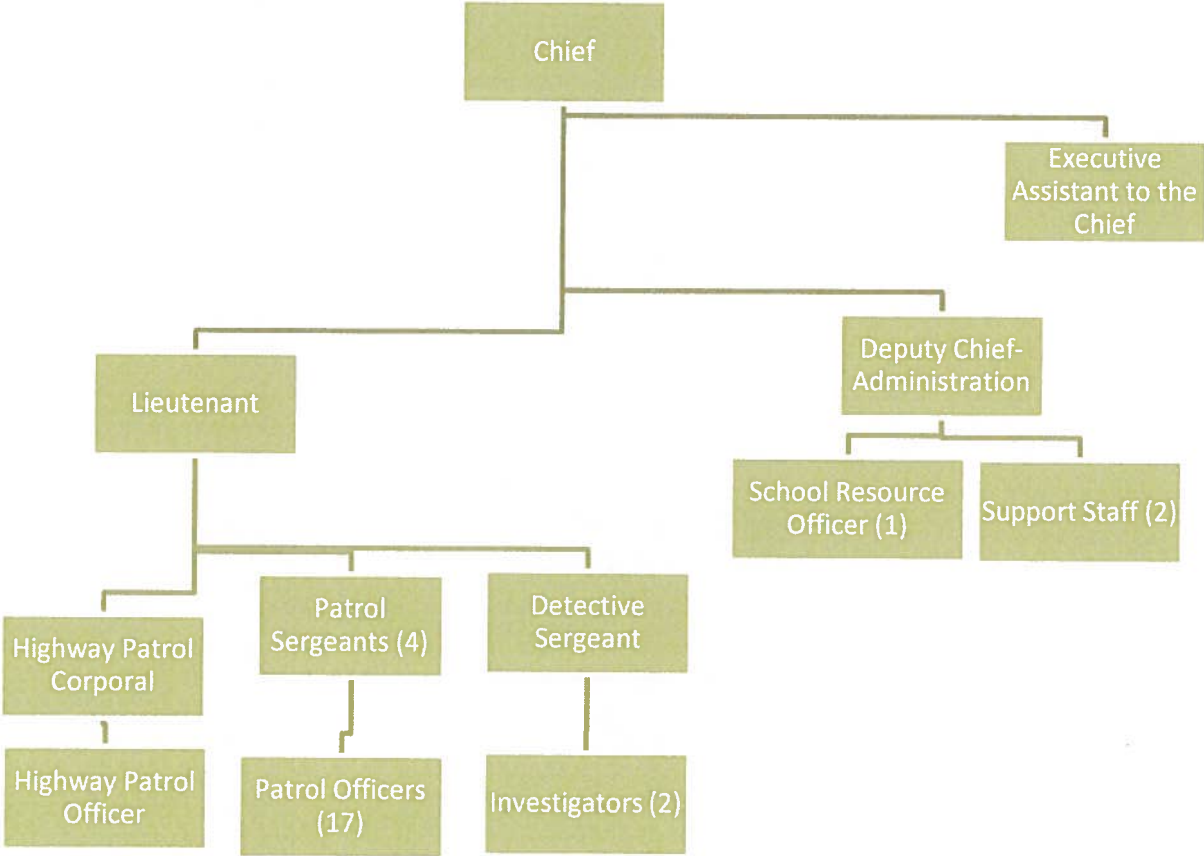 Chief
Executive
Assistant to the
Chief
Deputy Chief-
Administration
Lieutenant
School Resource
Officer (1)
Support Staff (2)
Patrol
Sergeants (4)
Detective
Sergeant
Highway Patrol
Corporal
Highway Patrol
Officer
Patrol Officers
(17)
Investigators (2)